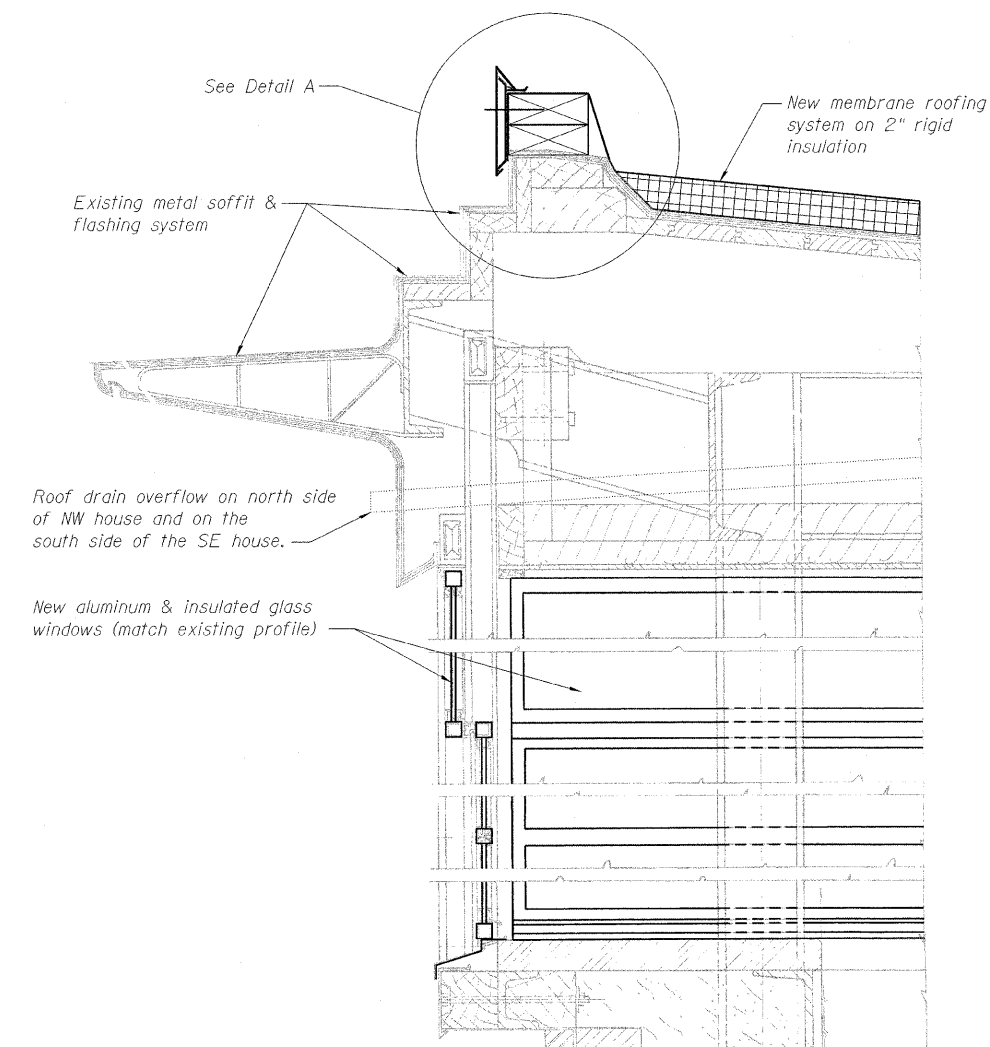 See Detail A
New membrane roofing
system on 2" rigid
insulation
Existing metal soffit &
flashing system
Roof drain overflow on north side
of NW house and on the
south side of the SE house.
New aluminum & insulated glass
windows (match existing profile)